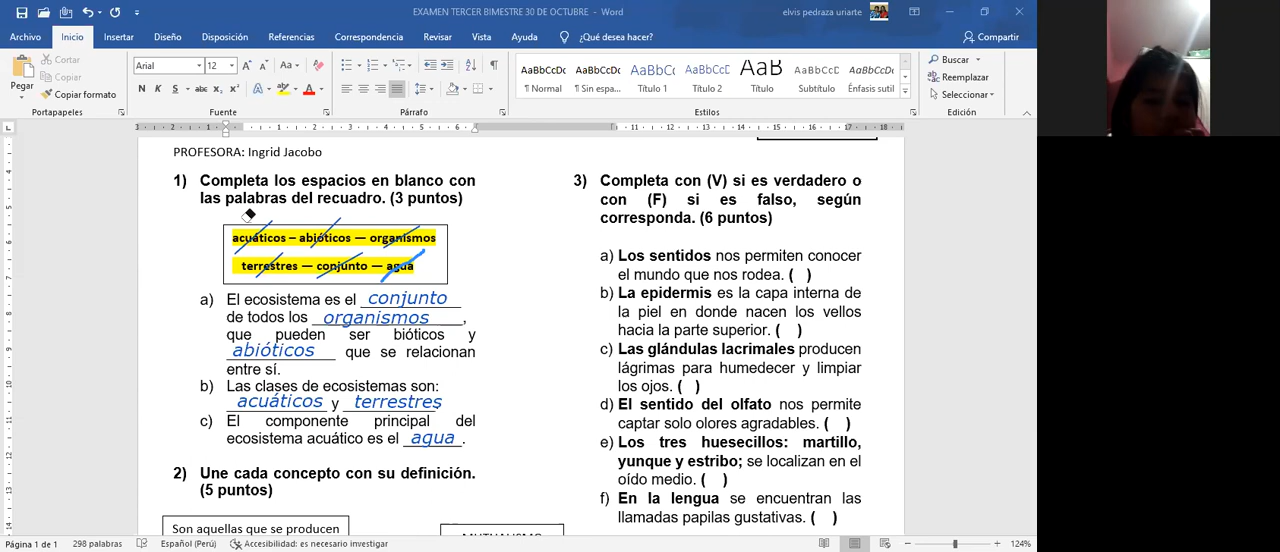 EXAMEN TERCER BIMESTRE 30 DE OCTUBRE - Word
elvis pedraza uriarte
Archivo Inicio Insertar Diseño Disposición Referencias Correspondencia Revisar Vista Ayuda ¿Qué desea hacer? Compartir
Pegar
Cortar
Copiar
Copiar formato
Portapapeles
Arial 12
N K S abc x₂ x²
Fuente
Párrafo
AaBbCcDc AaBbCcDc AaBbCc AaBbCcDc AaB AaBbCcDc AaBbCcDc
¶ Normal ¶ Sin espa... Título 1 Título 2 Título Subtítulo Énfasis sutil
Estilos
Buscar
Reemplazar
Seleccionar
Edición
PROFESORA: Ingrid Jacobo
1) Completa los espacios en blanco con
las palabras del recuadro. (3 puntos)
acuáticos – abióticos — organismos
terrestres — conjunto — agua
a) El ecosistema es el conjunto
de todos los organismos,
que pueden ser bióticos y
abióticos que se relacionan
entre sí.
b) Las clases de ecosistemas son:
acuáticos y terrestres
c) El componente principal del
ecosistema acuático es el agua.
2) Une cada concepto con su definición.
(5 puntos)
Son aquellas que se producen
MUTUALISMO
3) Completa con (V) si es verdadero o
con (F) si es falso, según
corresponda. (6 puntos)
a) Los sentidos nos permiten conocer
el mundo que nos rodea. ( )
b) La epidermis es la capa interna de
la piel en donde nacen los vellos
hacia la parte superior. ( )
c) Las glándulas lacrimales producen
lágrimas para humedecer y limpiar
los ojos. ( )
d) El sentido del olfato nos permite
captar solo olores agradables. ( )
e) Los tres huesecillos: martillo,
yunque y estribo; se localizan en el
oído medio. ( )
f) En la lengua se encuentran las
llamadas papilas gustativas. ( )
Página 1 de 1 298 palabras Español (Perú) Accesibilidad: es necesario investigar 124%